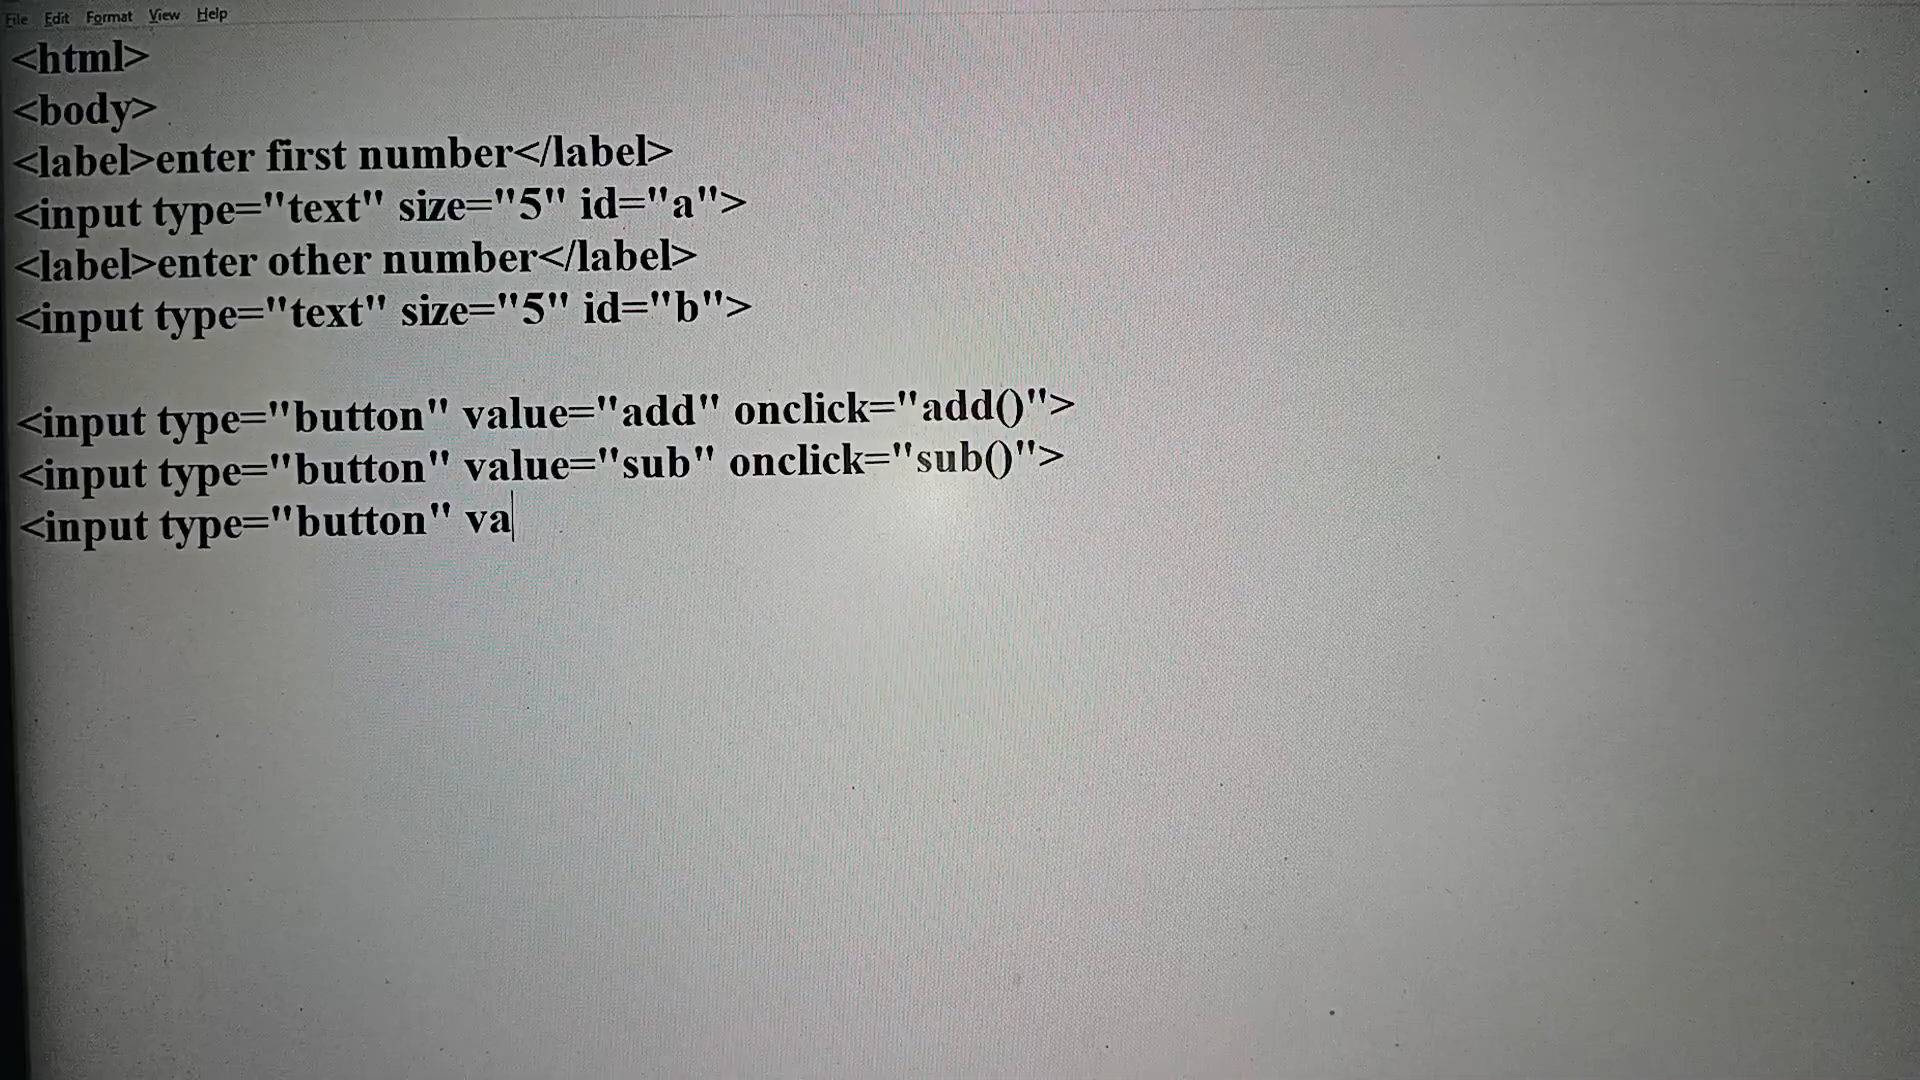 File Edit Format View Help
<html>
<body>
<label>enter first number</label>
<input type="text" size="5" id="a">
<label>enter other number</label>
<input type="text" size="5" id="b">
<input type="button" value="add" onclick="add()">
<input type="button" value="sub" onclick="sub()">
<input type="button" va